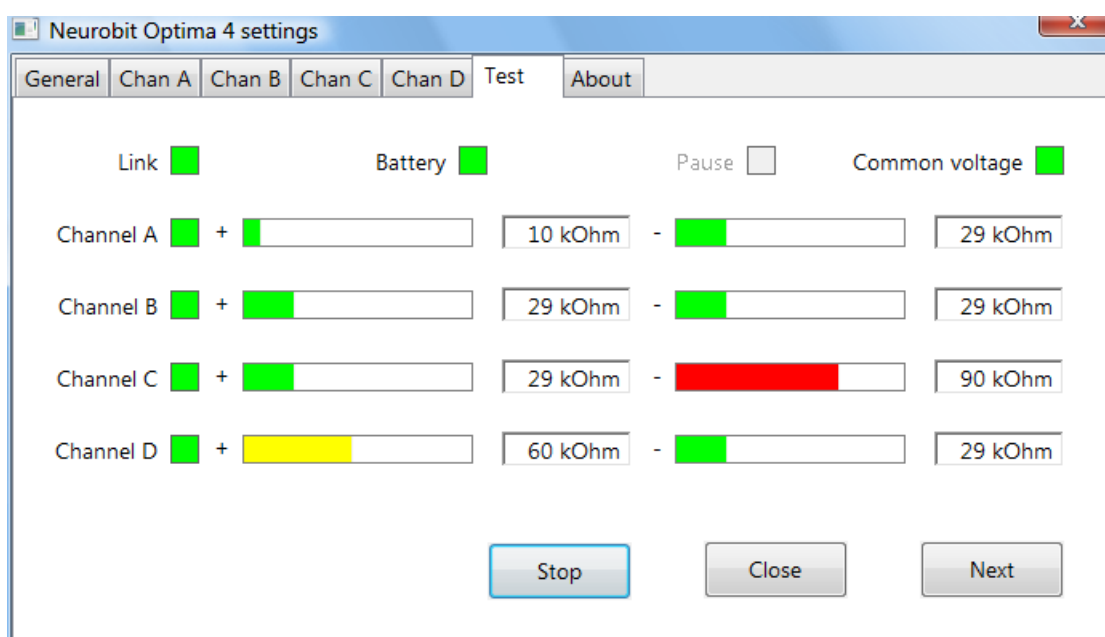 Neurobit Optima 4 settings
X
General Chan A Chan B Chan C Chan D Test About
Link Battery Pause Common voltage
Channel A + 10 kOhm - 29 kOhm
Channel B + 29 kOhm - 29 kOhm
Channel C + 29 kOhm - 90 kOhm
Channel D + 60 kOhm - 29 kOhm
Stop Close Next